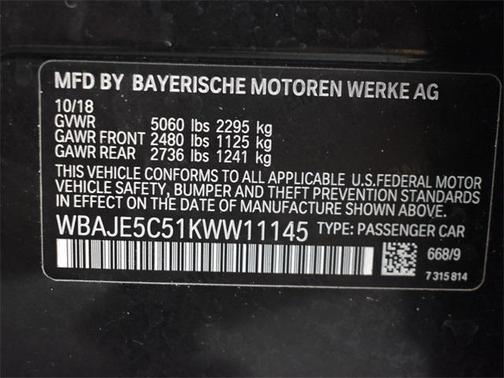 MFD BY BAYERISCHE MOTOREN WERKE AG
10/18
GVWR 5060 lbs 2295 kg
GAWR FRONT 2480 lbs 1125 kg
GAWR REAR 2736 lbs 1241 kg
THIS VEHICLE CONFORMS TO ALL APPLICABLE U.S.FEDERAL MOTOR
VEHICLE SAFETY, BUMPER AND THEFT PREVENTION STANDARDS
IN EFFECT ON THE DATE OF MANUFACTURE SHOWN ABOVE.
WBAJE5C51KWW11145 TYPE: PASSENGER CAR
668/9
7 315 814